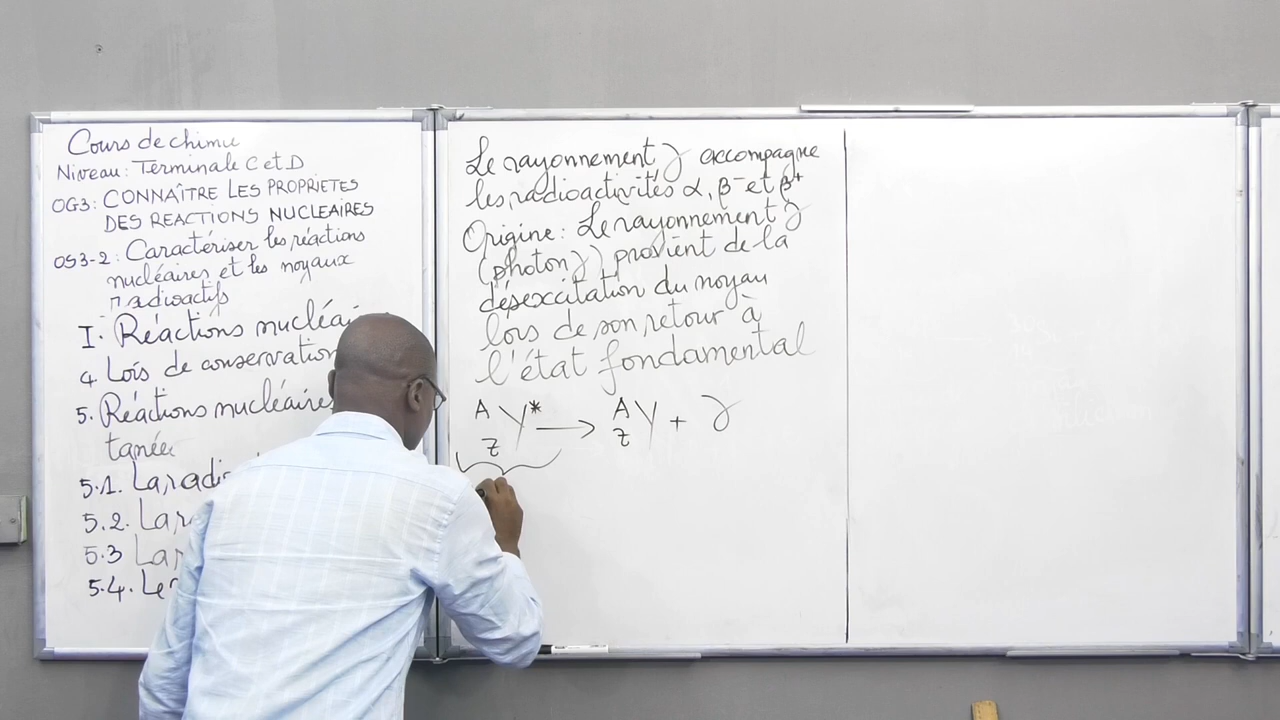 Cours de chimie
Niveau: Terminale C et D
OG3: CONNAÎTRE LES PROPRIETES
DES REACTIONS NUCLEAIRES
OS3-2: Caractériser les réactions
nucléaires et les noyaux
radioactifs
I. Réactions nucléai
4 Lois de conservation
5. Réactions nucléaire
tanée
5.1. La radi
5.2. La r
5.3 La r
5.4. Le r
Le rayonnement γ accompagne
les radioactivités α, β⁻ et β⁺
Origine: Le rayonnement γ
(photon γ) provient de la
désexcitation du noyau
lors de son retour à
l'état fondamental
A Z Y* → A Z Y + γ